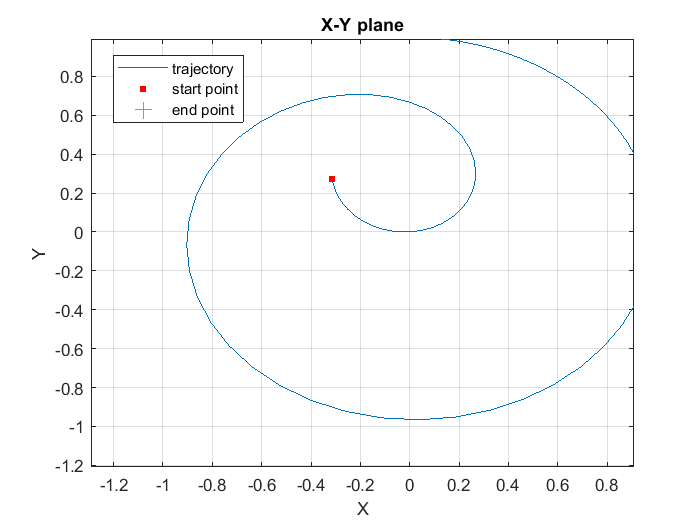 X-Y plane
trajectory
start point
end point
0.8
0.6
0.4
0.2
0
-0.2
-0.4
-0.6
-0.8
-1
-1.2
Y
-1.2 -1 -0.8 -0.6 -0.4 -0.2 0 0.2 0.4 0.6 0.8
X